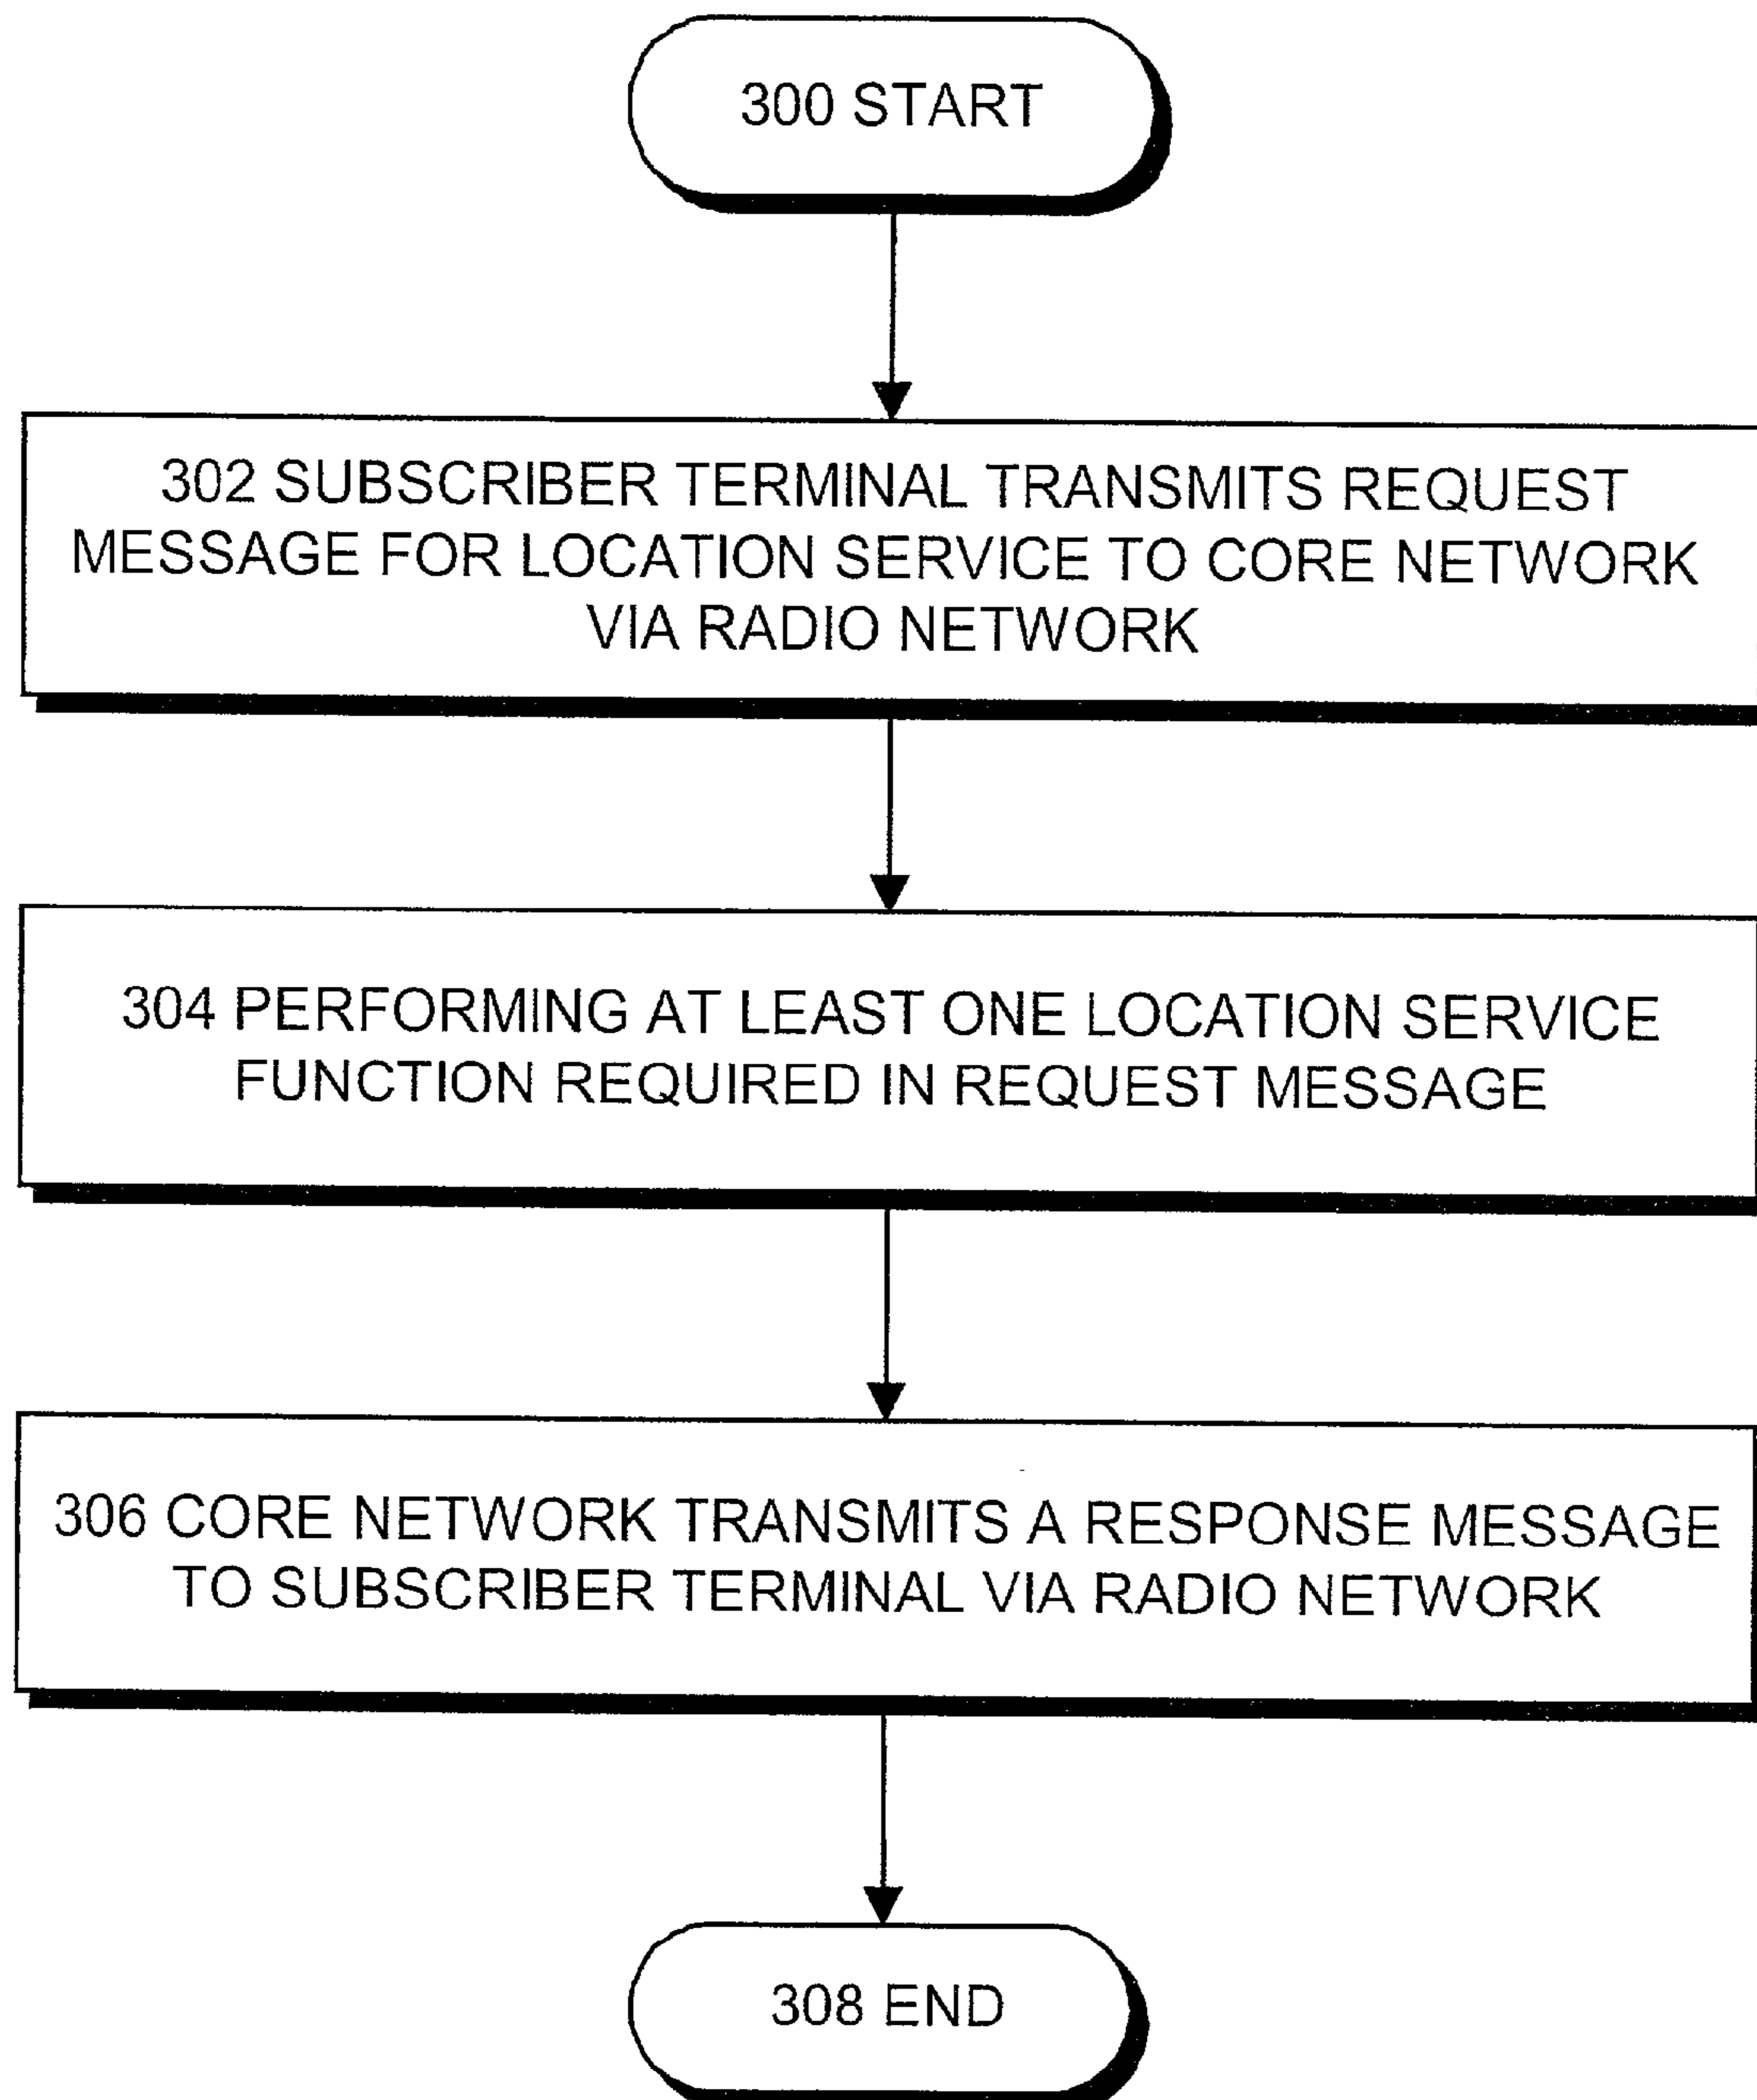 300 START
302 SUBSCRIBER TERMINAL TRANSMITS REQUEST
MESSAGE FOR LOCATION SERVICE TO CORE NETWORK
VIA RADIO NETWORK
304 PERFORMING AT LEAST ONE LOCATION SERVICE
FUNCTION REQUIRED IN REQUEST MESSAGE
306 CORE NETWORK TRANSMITS A RESPONSE MESSAGE
TO SUBSCRIBER TERMINAL VIA RADIO NETWORK
308 END